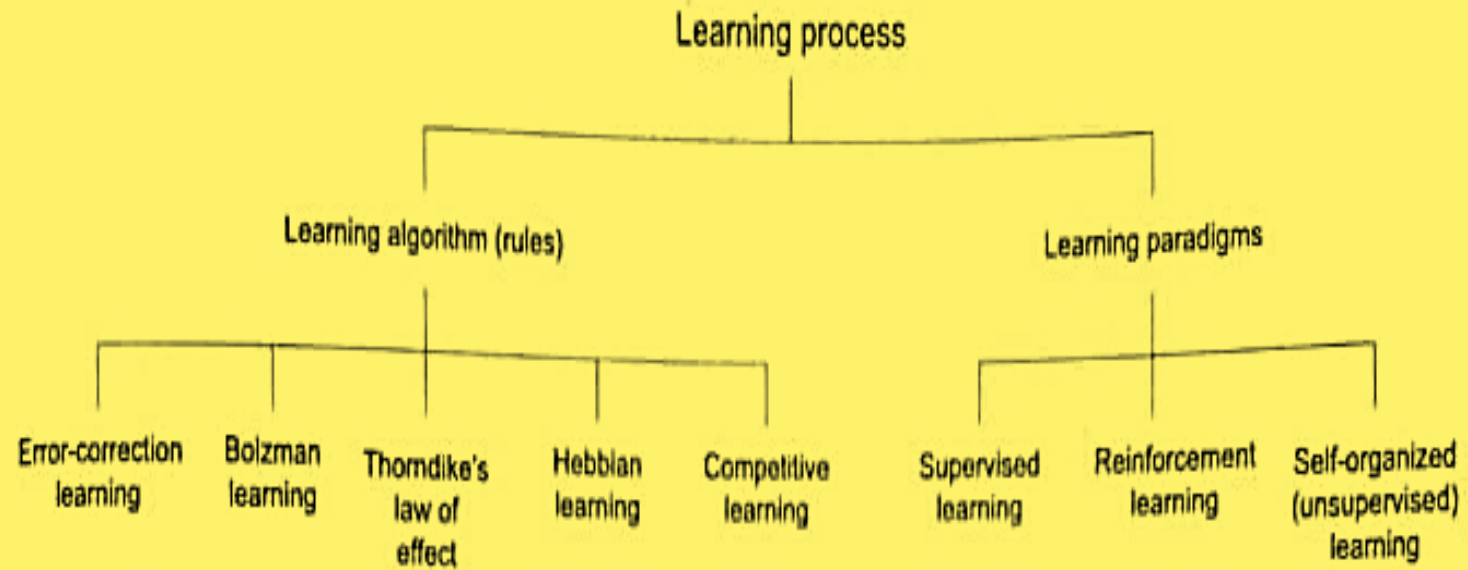 Learning process
Learning algorithm (rules)
Learning paradigms
Error-correction
learning
Bolzman
learning
Thorndike's
law of
effect
Hebbian
learning
Competitive
learning
Supervised
learning
Reinforcement
learning
Self-organized
(unsupervised)
learning